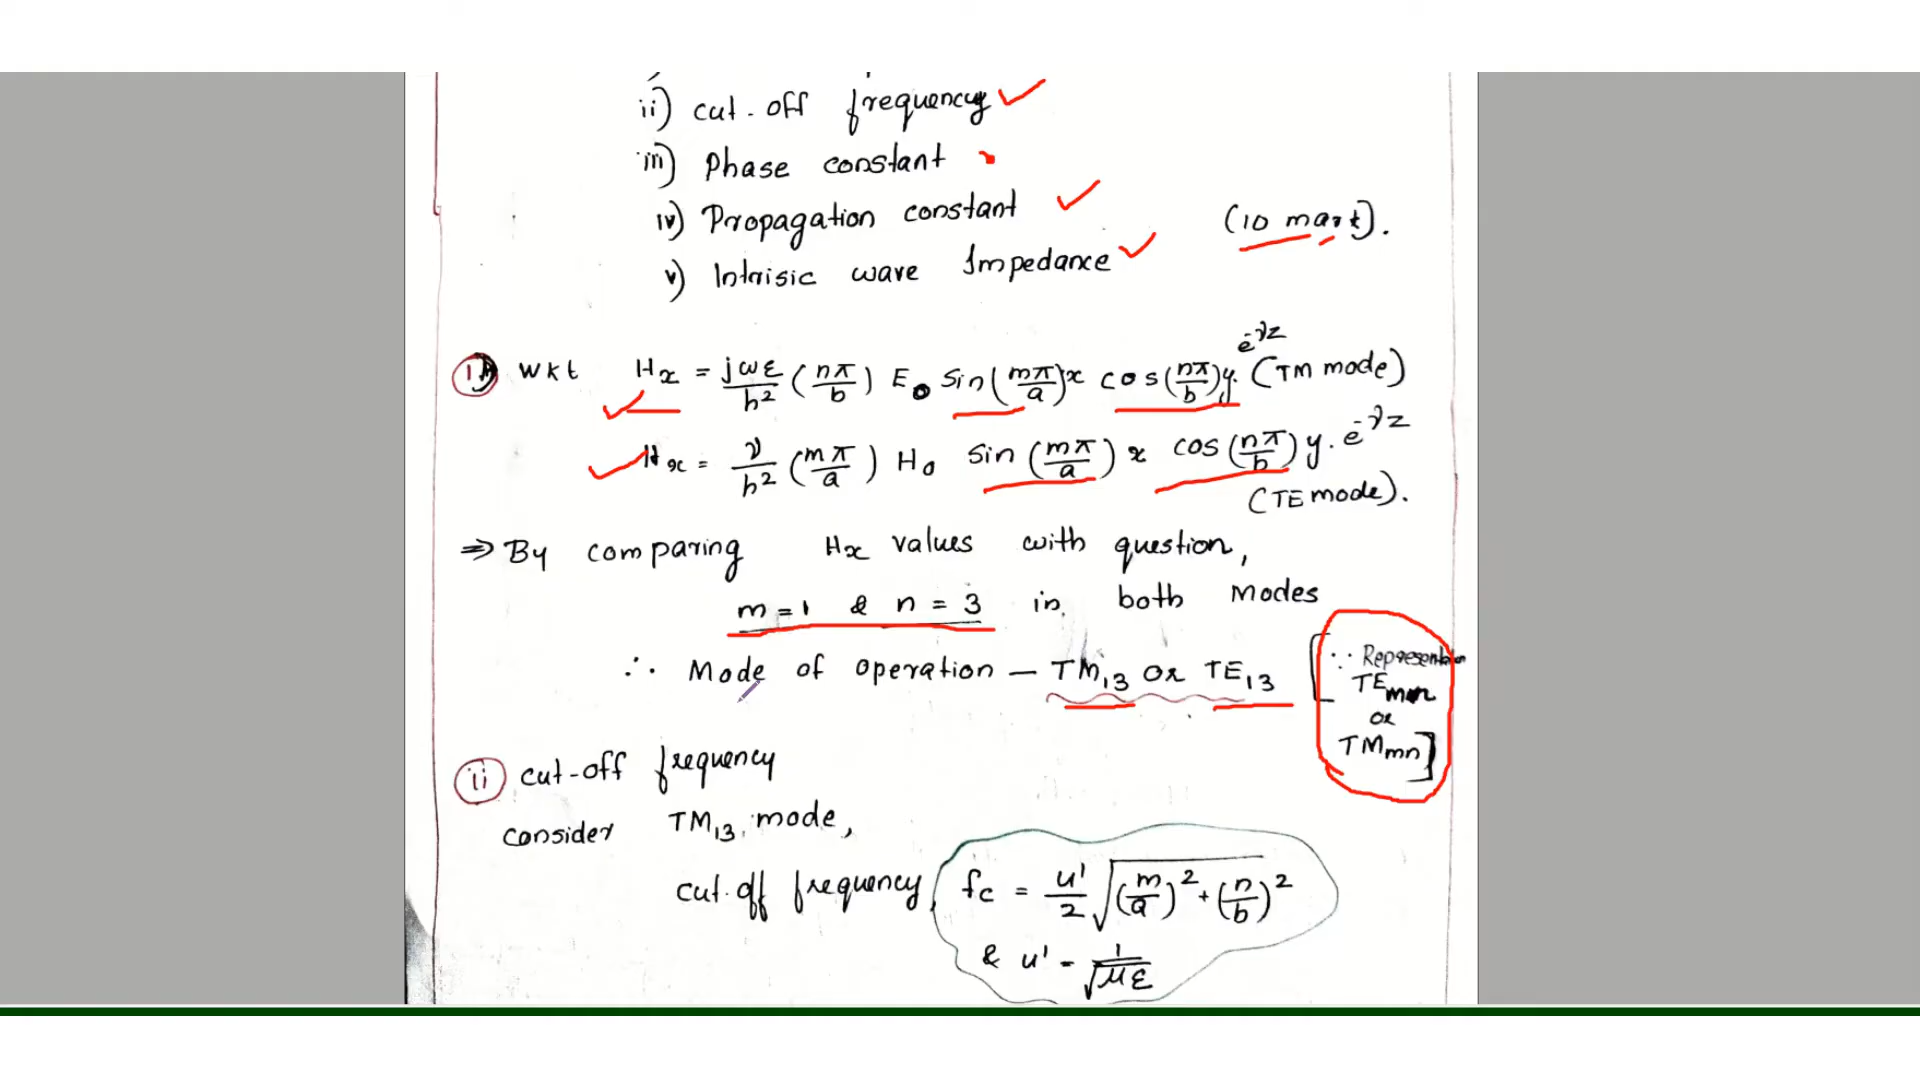 ii) cut-off frequency
iii) Phase constant
iv) Propagation constant (10 mark).
v) Intrisic wave Impedance
i) Wkt Hx = jωε/h² (nπ/b) E₀ sin(mπ/a)x cos(nπ/b)y. e^-γz (TM mode)
Hx = γ/h² (mπ/a) H₀ sin(mπ/a) x cos(nπ/b) y. e^-γz
(TE mode).
⇒ By comparing Hx values with question,
m=1 & n=3 in both modes
∴ Mode of operation – TM₁₃ or TE₁₃
[∵ Represent
TEmn
or
TMmn]
ii) cut-off frequency
consider TM₁₃ mode,
cut-off frequency, fc = u'/2 √(m/a)² + (n/b)²
& u' = 1/√με